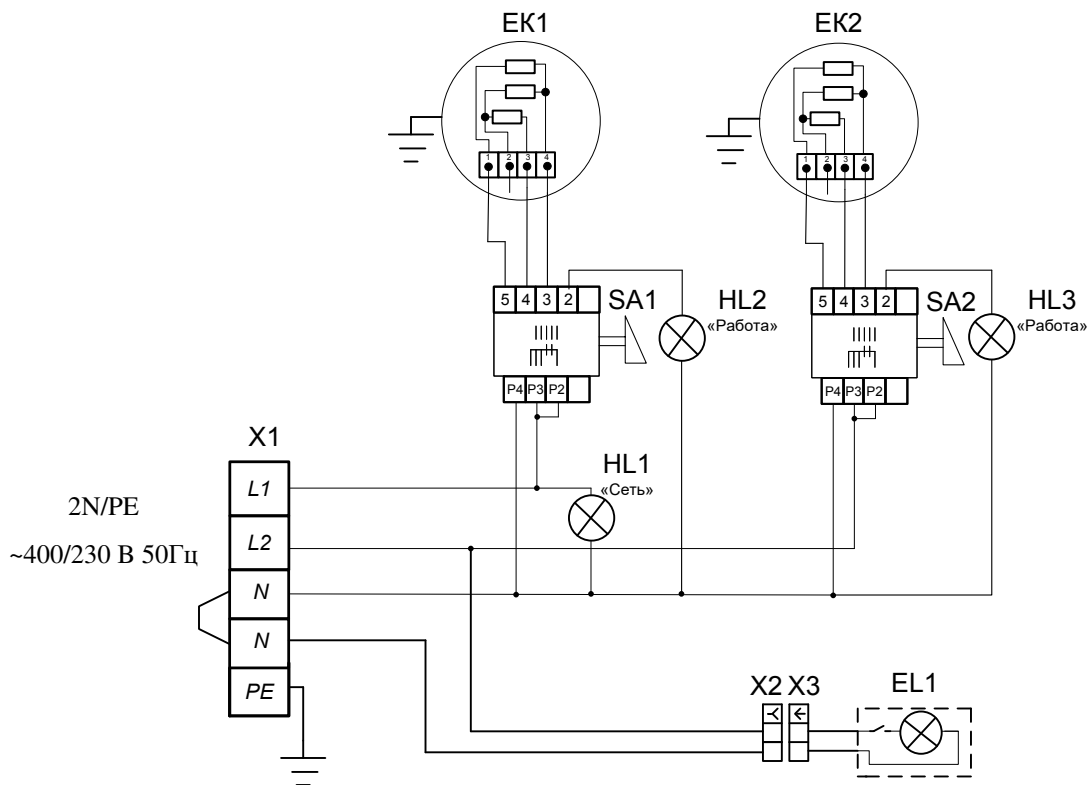 EK1 EK2
1 2 3 4 1 2 3 4
5 4 3 2 SA1 HL2 5 4 3 2 SA2 HL3
«Работа» «Работа»
P4 P3 P2 P4 P3 P2
X1
HL1
L1 «Сеть»
2N/PE
L2
~400/230 В 50Гц
N
N
X2 X3 EL1
PE